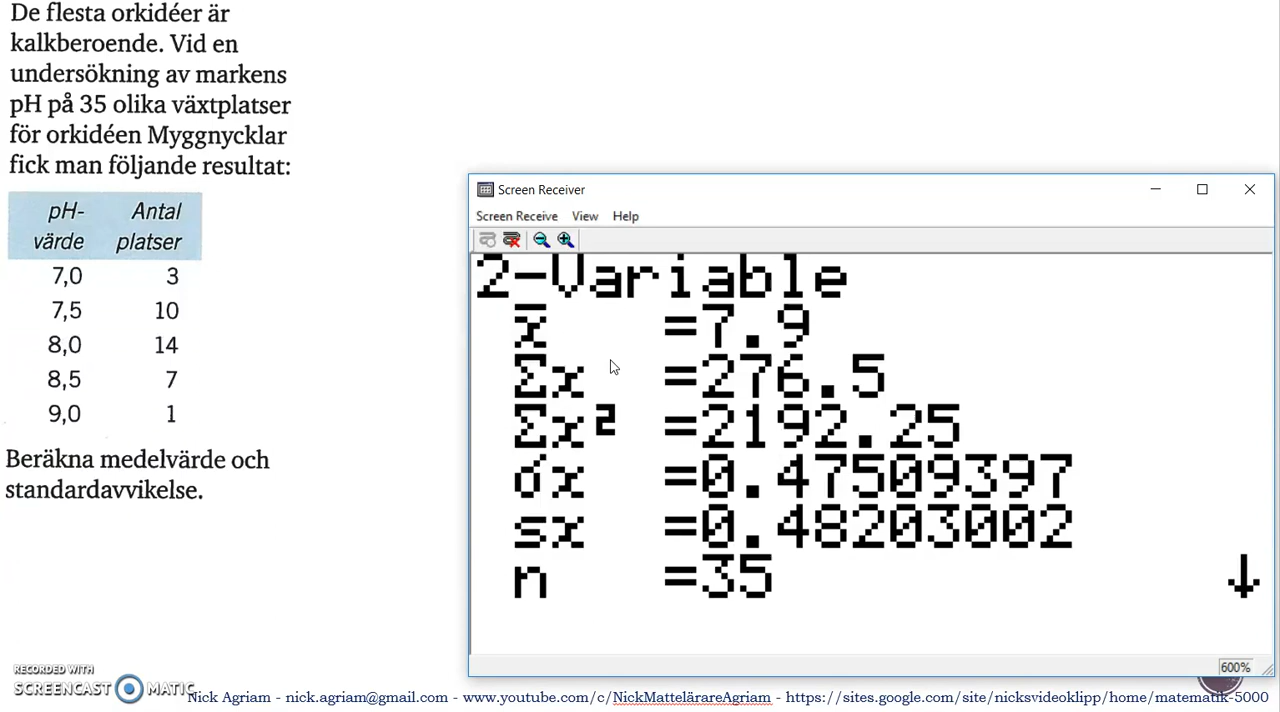 De flesta orkidéer är
kalkberoende. Vid en
undersökning av markens
pH på 35 olika växtplatser
för orkidéen Myggnycklar
fick man följande resultat:
pH- Antal
värde platser
7,0 3
7,5 10
8,0 14
8,5 7
9,0 1
Beräkna medelvärde och
standardavvikelse.
Screen Receiver
Screen Receive View Help
2-Variable
x̄ =7.9
Σx =276.5
Σx² =2192.25
σx =0.47509397
sx =0.48203002
n =35 ↓
600%
RECORDED WITH
SCREENCAST MATIC
Nick Agriam - nick.agriam@gmail.com - www.youtube.com/c/NickMattelärareAgriam - https://sites.google.com/site/nicksvideoklipp/home/matematik-5000